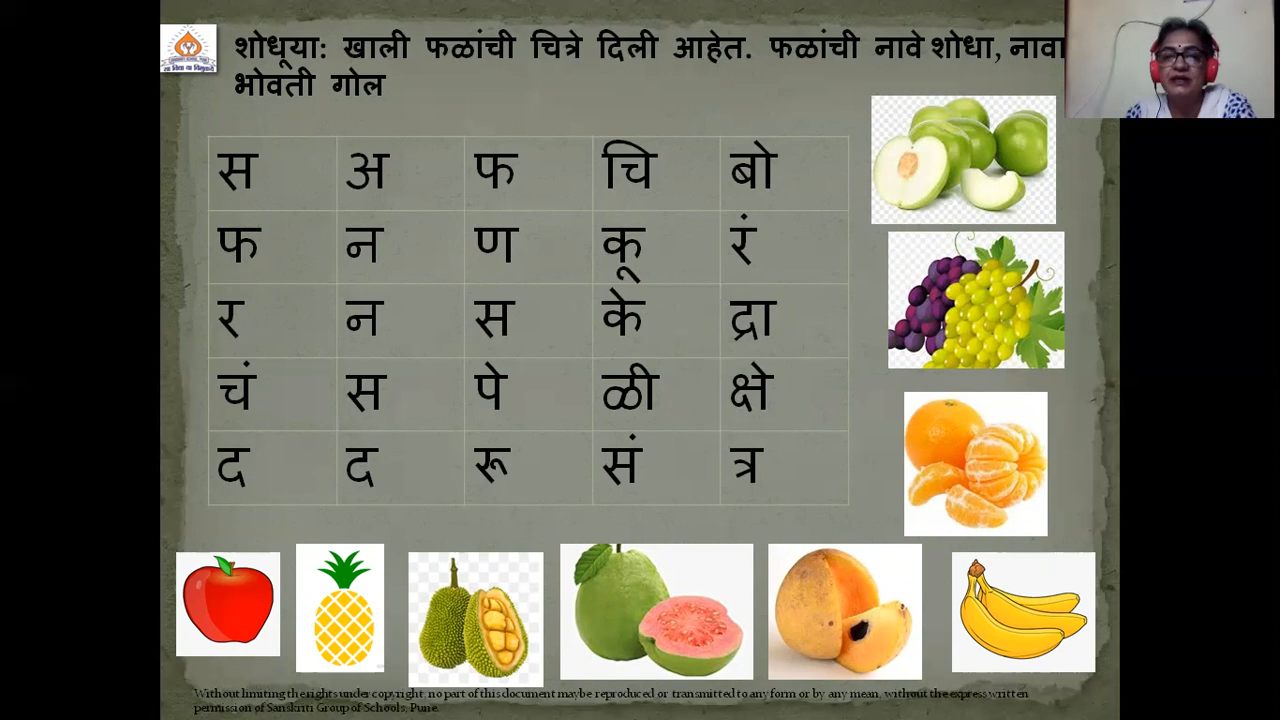 शोधूया: खाली फळांची चित्रे दिली आहेत. फळांची नावे शोधा, नावा
भोवती गोल
स अ फ चि बो
फ न ण कू रं
र न स के द्रा
चं स पे ळी क्षे
द द रू सं त्र
Without limiting the rights under copyright, no part of this document may be reproduced or transmitted to any form or by any mean, without the express written
permission of Sanskriti Group of Schools, Pune.